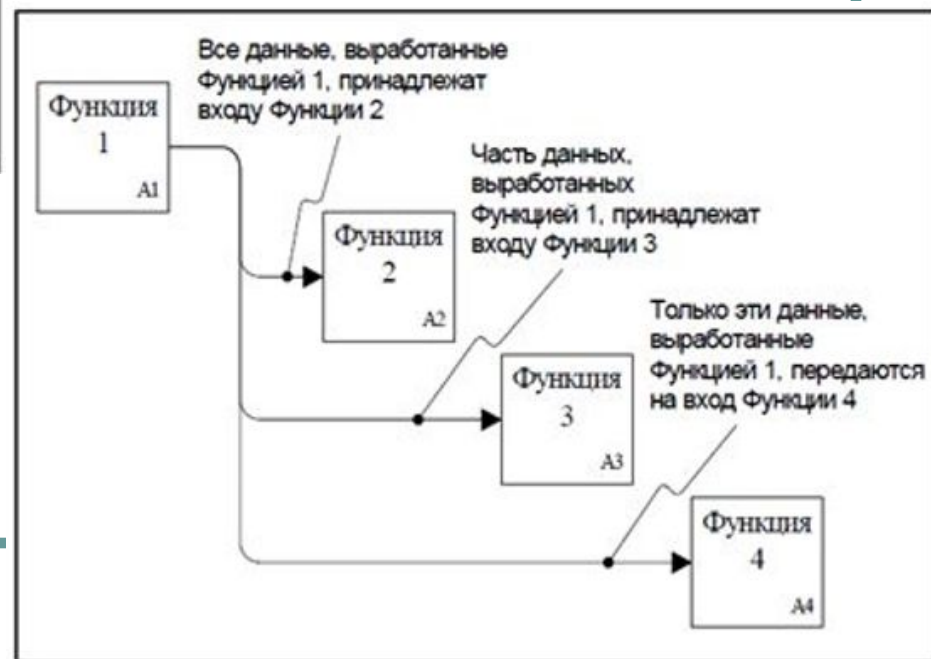 Все данные, выработанные
Функцией 1, принадлежат
входу Функции 2
Функция
1
A1
Часть данных,
выработанных
Функцией 1, принадлежат
входу Функции 3
Функция
2
A2
Только эти данные,
выработанные
Функцией 1, передаются
на вход Функции 4
Функция
3
A3
Функция
4
A4